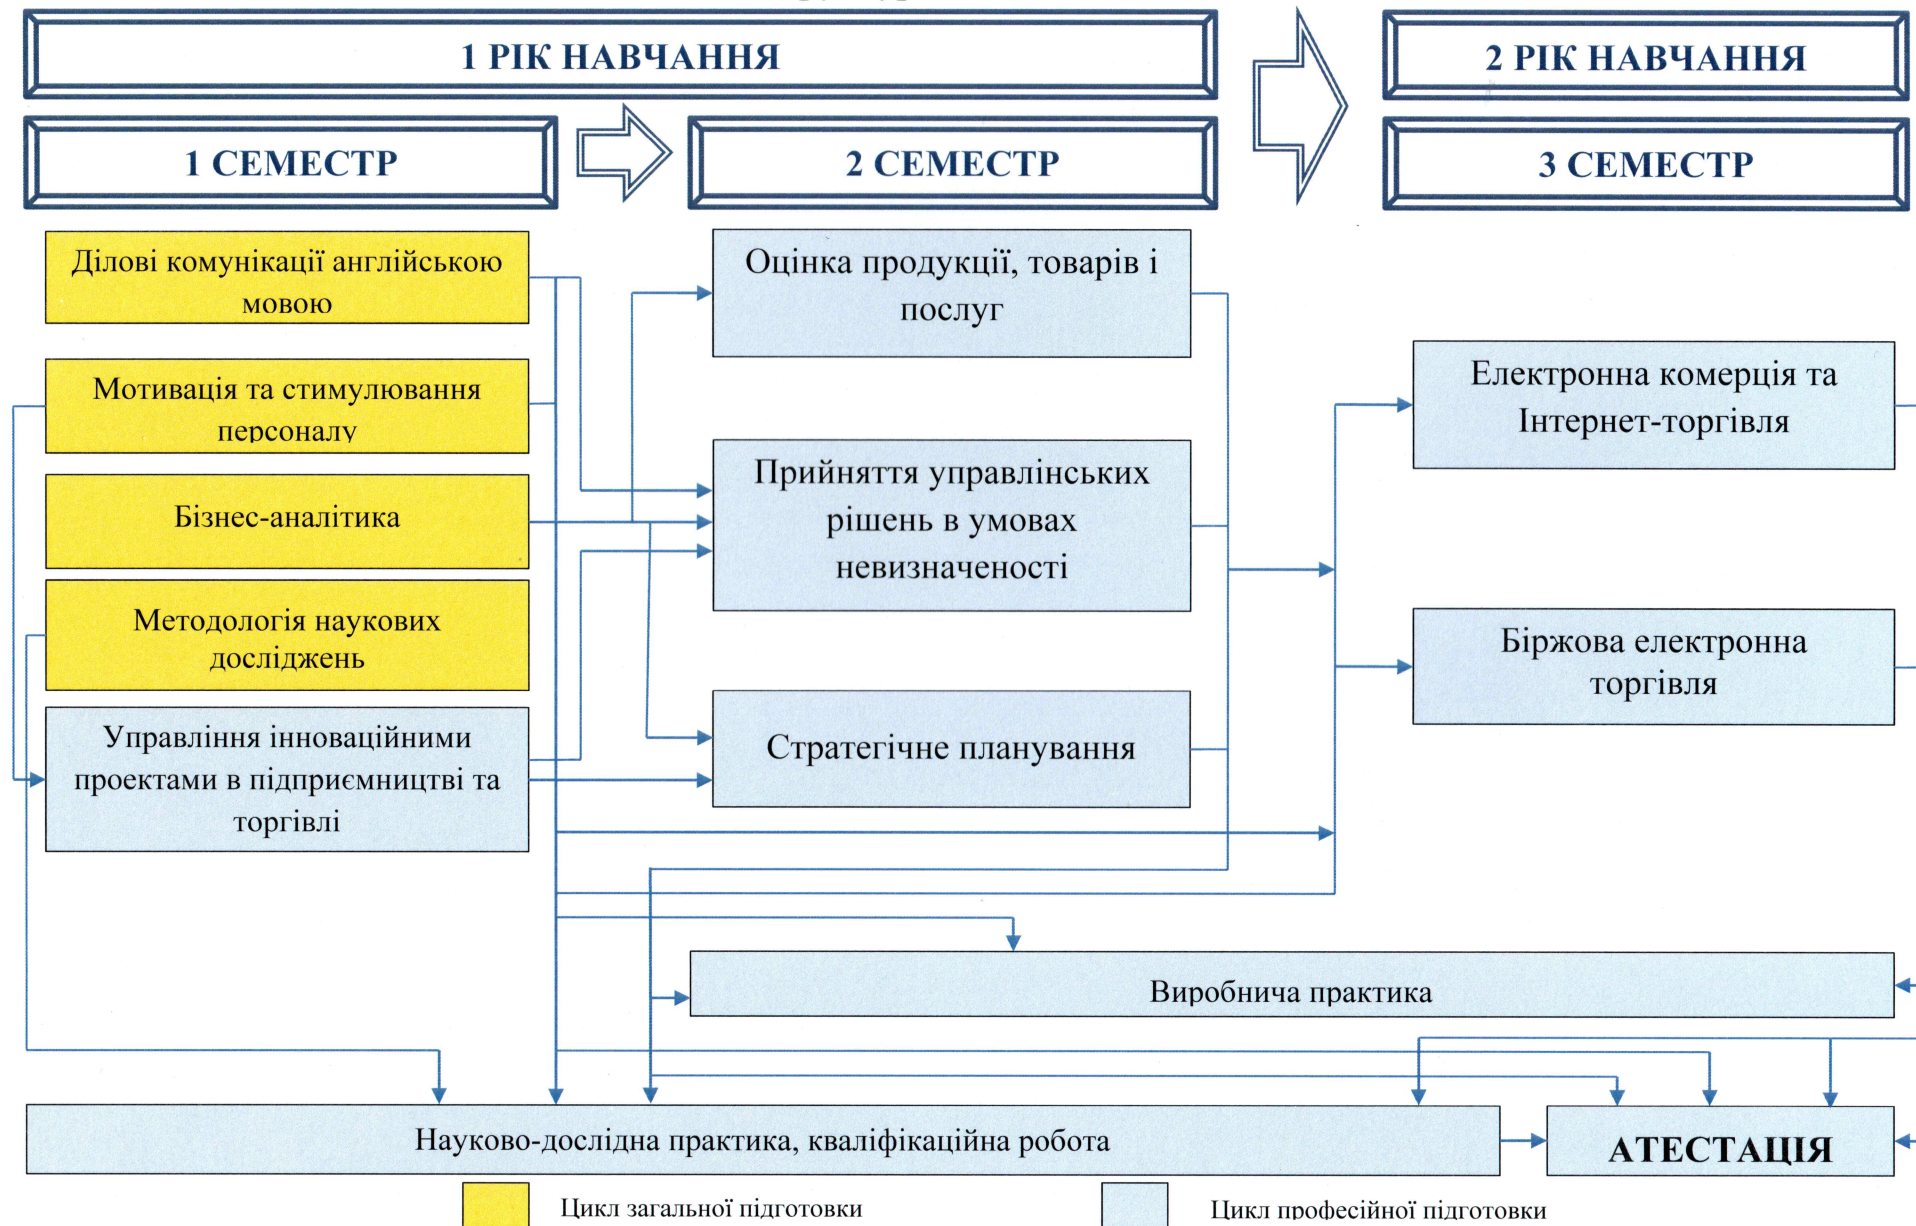 1 РІК НАВЧАННЯ
2 РІК НАВЧАННЯ
1 СЕМЕСТР
2 СЕМЕСТР
3 СЕМЕСТР
Ділові комунікації англійською
мовою
Мотивація та стимулювання
персоналу
Бізнес-аналітика
Методологія наукових
досліджень
Управління інноваційними
проектами в підприємництві та
торгівлі
Оцінка продукції, товарів і
послуг
Прийняття управлінських
рішень в умовах
невизначеності
Стратегічне планування
Електронна комерція та
Інтернет-торгівля
Біржова електронна
торгівля
Виробнича практика
Науково-дослідна практика, кваліфікаційна робота
АТЕСТАЦІЯ
Цикл загальної підготовки
Цикл професійної підготовки